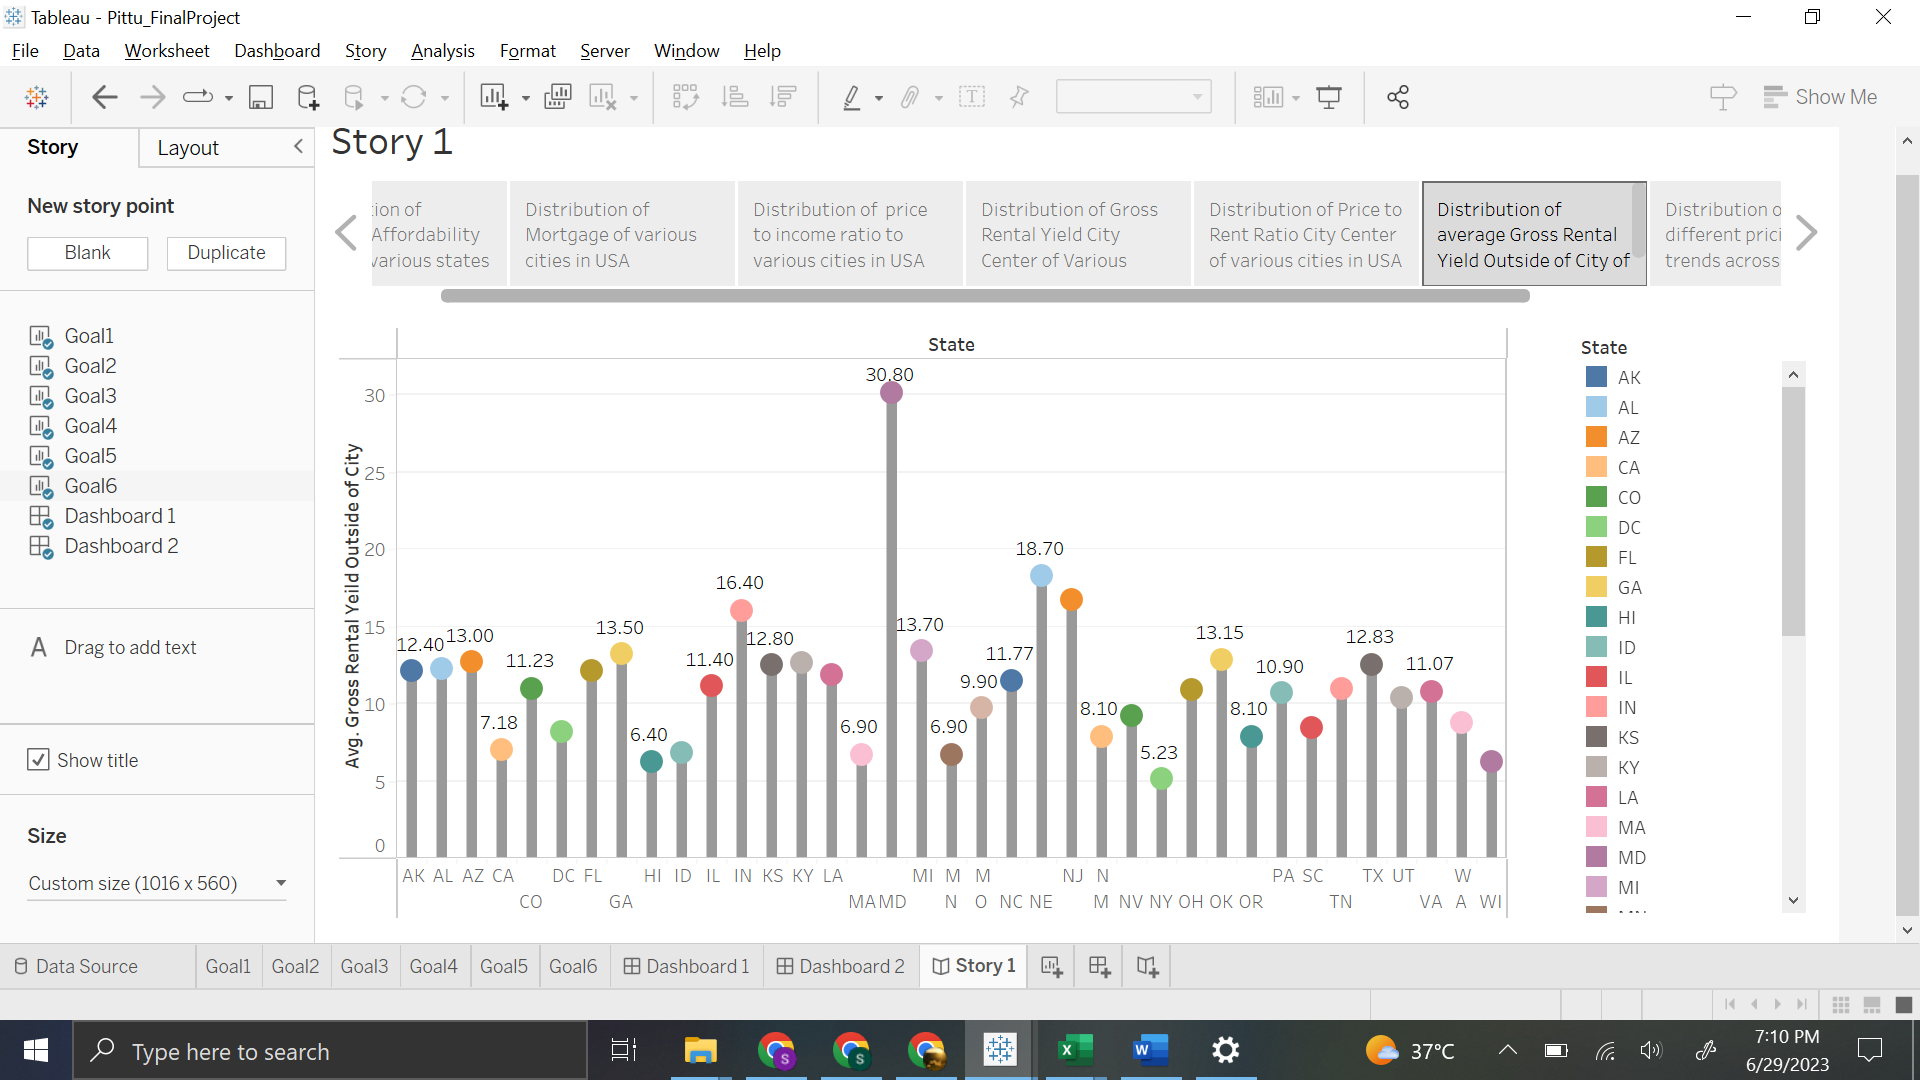 Tableau - Pittu_FinalProject
File Data Worksheet Dashboard Story Analysis Format Server Window Help
Show Me
Story Layout
New story point
Blank Duplicate
Goal1
Goal2
Goal3
Goal4
Goal5
Goal6
Dashboard 1
Dashboard 2
A Drag to add text
Show title
Size
Custom size (1016 x 560)
Story 1
tion of
Affordability
various states
Distribution of
Mortgage of various
cities in USA
Distribution of price
to income ratio to
various cities in USA
Distribution of Gross
Rental Yield City
Center of Various
Distribution of Price to
Rent Ratio City Center
of various cities in USA
Distribution of
average Gross Rental
Yield Outside of City of
Distribution o
different prici
trends across
State
Avg. Gross Rental Yeild Outside of City
30
25
20
15
10
5
0
12.40
13.00
7.18
11.23
13.50
6.40
11.40
16.40
12.80
6.90
30.80
13.70
6.90
9.90
11.77
18.70
8.10
5.23
13.15
8.10
10.90
12.83
11.07
AK AL AZ CA DC FL HI ID IL IN KS KY LA MI M M NJ N PA SC TX UT W
CO GA MA MD N O NC NE M NV NY OH OK OR TN VA A WI
State
AK
AL
AZ
CA
CO
DC
FL
GA
HI
ID
IL
IN
KS
KY
LA
MA
MD
MI
Data Source Goal1 Goal2 Goal3 Goal4 Goal5 Goal6 Dashboard 1 Dashboard 2 Story 1
Type here to search
S
S
X
W
37°C
7:10 PM
6/29/2023